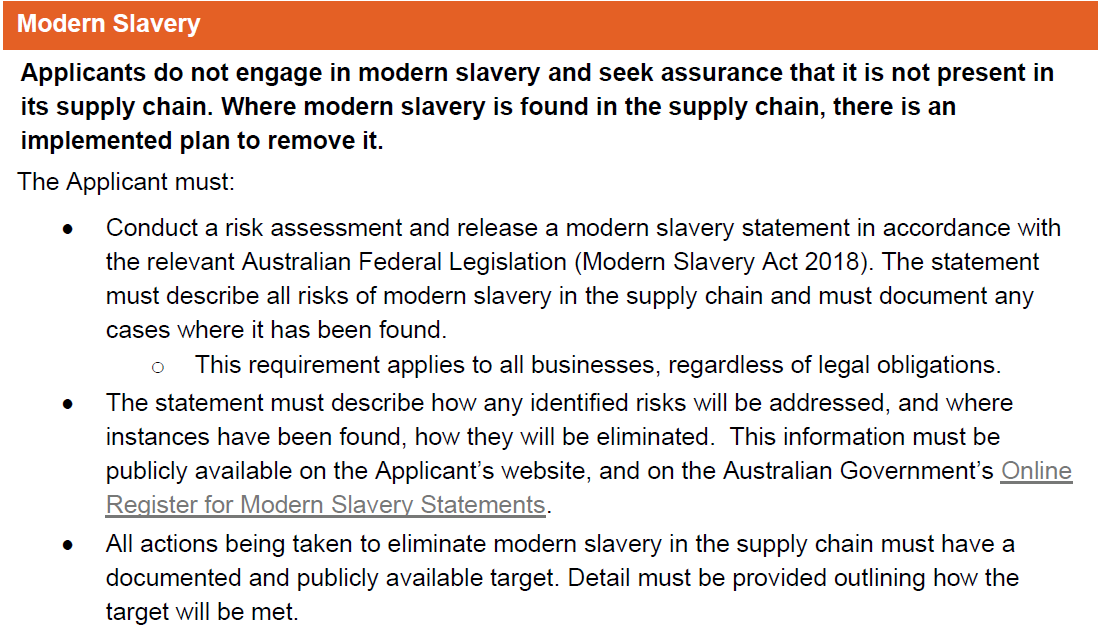 Modern Slavery
Applicants do not engage in modern slavery and seek assurance that it is not present in
its supply chain. Where modern slavery is found in the supply chain, there is an
implemented plan to remove it.
The Applicant must:
● Conduct a risk assessment and release a modern slavery statement in accordance with
the relevant Australian Federal Legislation (Modern Slavery Act 2018). The statement
must describe all risks of modern slavery in the supply chain and must document any
cases where it has been found.
○ This requirement applies to all businesses, regardless of legal obligations.
● The statement must describe how any identified risks will be addressed, and where
instances have been found, how they will be eliminated.  This information must be
publicly available on the Applicant’s website, and on the Australian Government’s Online
Register for Modern Slavery Statements.
● All actions being taken to eliminate modern slavery in the supply chain must have a
documented and publicly available target. Detail must be provided outlining how the
target will be met.